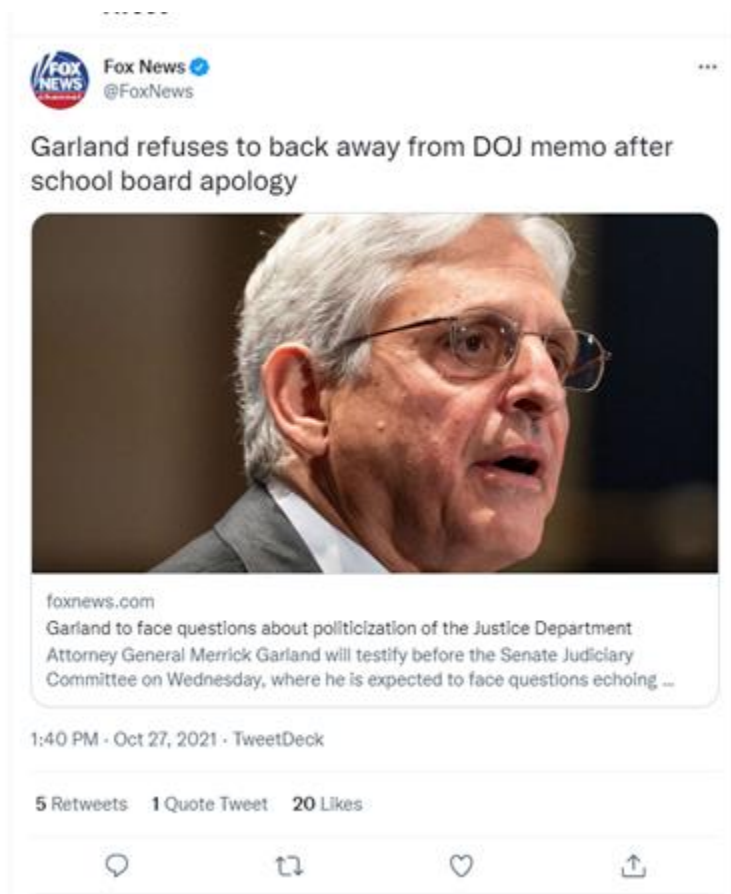 Fox News
@FoxNews
FOX
NEWS
channel
Garland refuses to back away from DOJ memo after
school board apology
foxnews.com
Garland to face questions about politicization of the Justice Department
Attorney General Merrick Garland will testify before the Senate Judiciary
Committee on Wednesday, where he is expected to face questions echoing ...
1:40 PM · Oct 27, 2021 · TweetDeck
5 Retweets 1 Quote Tweet 20 Likes